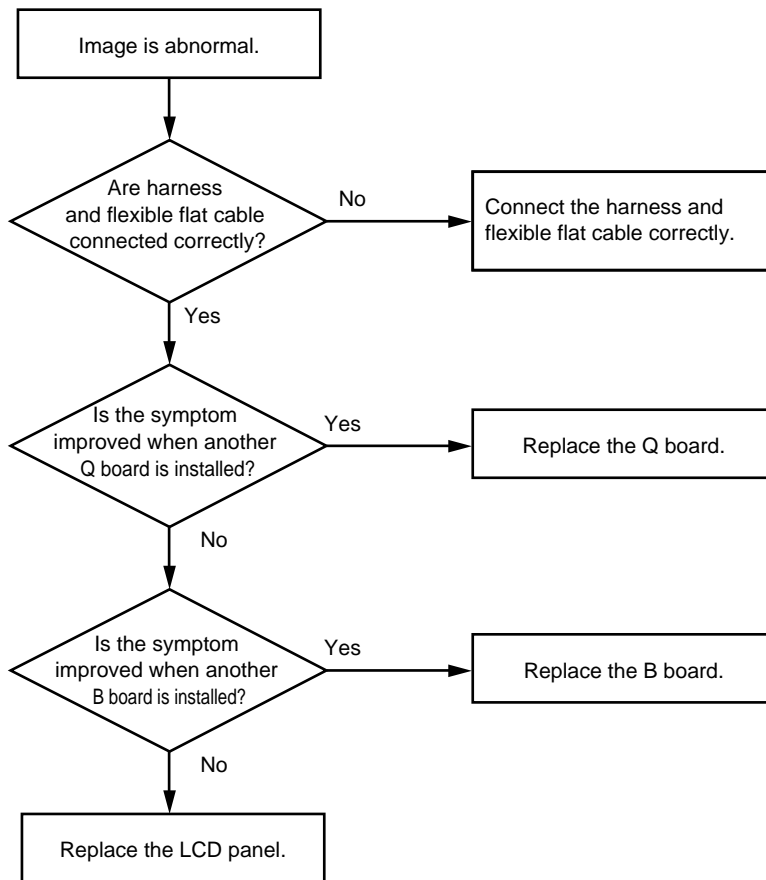 Image is abnormal.
Are harness
and flexible flat cable
connected correctly?
No
Connect the harness and
flexible flat cable correctly.
Yes
Is the symptom
improved when another
Q board is installed?
Yes
Replace the Q board.
No
Is the symptom
improved when another
B board is installed?
Yes
Replace the B board.
No
Replace the LCD panel.